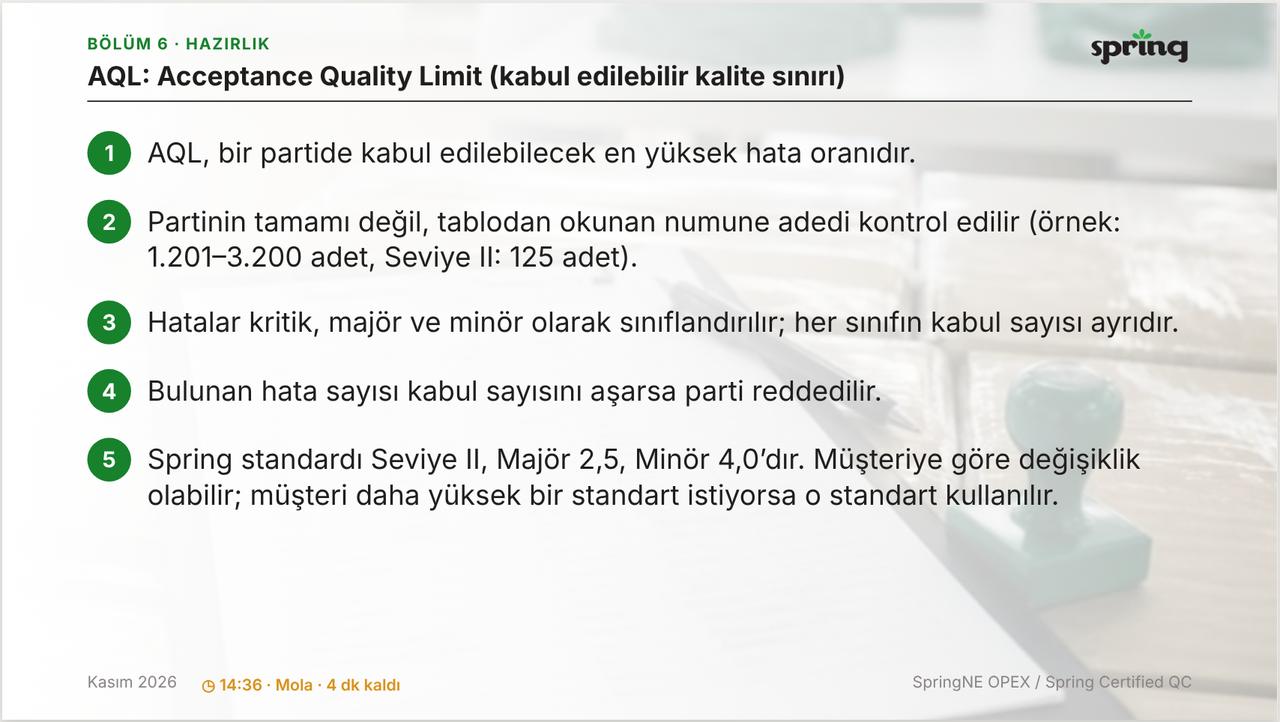 BÖLÜM 6 · HAZIRLIK
spring
AQL: Acceptance Quality Limit (kabul edilebilir kalite sınırı)
1 AQL, bir partide kabul edilebilecek en yüksek hata oranıdır.
2 Partinin tamamı değil, tablodan okunan numune adedi kontrol edilir (örnek:
1.201–3.200 adet, Seviye II: 125 adet).
3 Hatalar kritik, majör ve minör olarak sınıflandırılır; her sınıfın kabul sayısı ayrıdır.
4 Bulunan hata sayısı kabul sayısını aşarsa parti reddedilir.
5 Spring standardı Seviye II, Majör 2,5, Minör 4,0’dır. Müşteriye göre değişiklik
olabilir; müşteri daha yüksek bir standart istiyorsa o standart kullanılır.
Kasım 2026
14:36 · Mola · 4 dk kaldı
SpringNE OPEX / Spring Certified QC